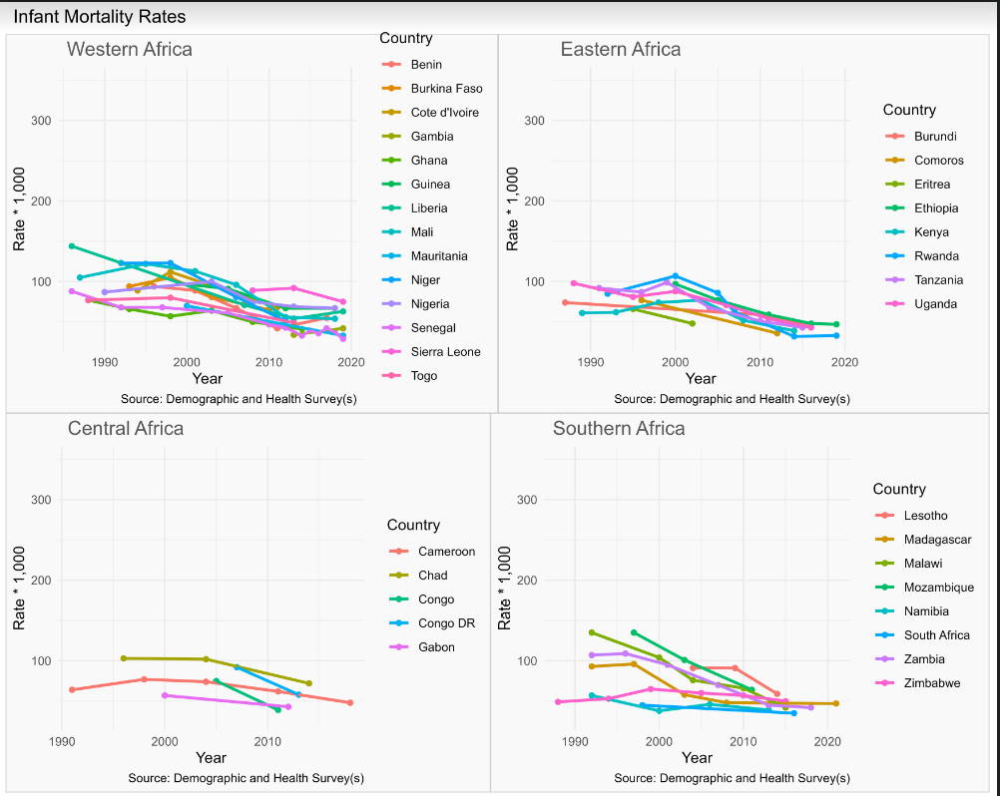 Infant Mortality Rates
Western Africa
Rate * 1,000
300
200
100
1990
2000
2010
2020
Year
Source: Demographic and Health Survey(s)
Country
Benin
Burkina Faso
Cote d'Ivoire
Gambia
Ghana
Guinea
Liberia
Mali
Mauritania
Niger
Nigeria
Senegal
Sierra Leone
Togo
Eastern Africa
Rate * 1,000
300
200
100
1990
2000
2010
2020
Year
Source: Demographic and Health Survey(s)
Country
Burundi
Comoros
Eritrea
Ethiopia
Kenya
Rwanda
Tanzania
Uganda
Central Africa
Rate * 1,000
300
200
100
1990
2000
2010
Year
Source: Demographic and Health Survey(s)
Country
Cameroon
Chad
Congo
Congo DR
Gabon
Southern Africa
Rate * 1,000
300
200
100
1990
2000
2010
2020
Year
Source: Demographic and Health Survey(s)
Country
Lesotho
Madagascar
Malawi
Mozambique
Namibia
South Africa
Zambia
Zimbabwe